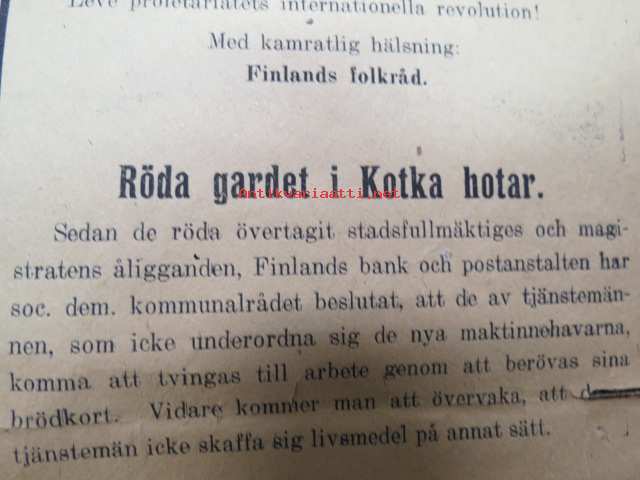 Leve proletariatets internationella revolution!
Med kamratlig hälsning:
Finlands folkråd.
Röda gardet i Kotka hotar.
Antikvariaatti.net
Sedan de röda övertagit stadsfullmäktiges och magi-
stratens åligganden, Finlands bank och postanstalten har
soc. dem. kommunalrådet beslutat, att de av tjänstemän-
nen, som icke underordna sig de nya maktinnehavarna,
komma att tvingas till arbete genom att berövas sina
brödkort. Vidare kommer man att övervaka, att
tjänstemän icke skaffa sig livsmedel på annat sätt.